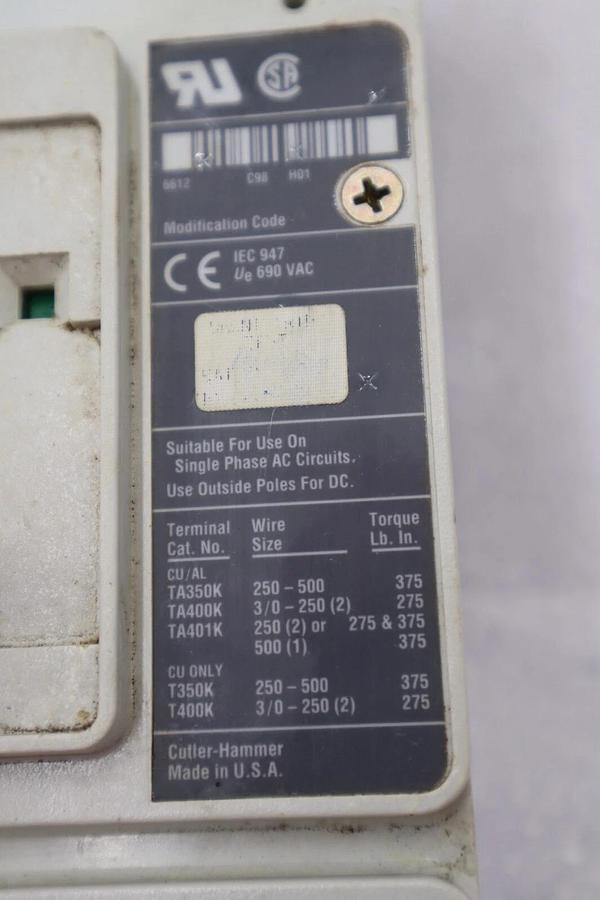 UR
CSA
6612 C98 H01
Modification Code
CE IEC 947
Ue 690 VAC
Suitable For Use On
Single Phase AC Circuits.
Use Outside Poles For DC.
Terminal Wire Torque
Cat. No. Size Lb. In.
CU/AL
TA350K 250 – 500 375
TA400K 3/0 – 250 (2) 275
TA401K 250 (2) or 275 & 375
500 (1) 375
CU ONLY
T350K 250 – 500 375
T400K 3/0 – 250 (2) 275
Cutler-Hammer
Made in U.S.A.